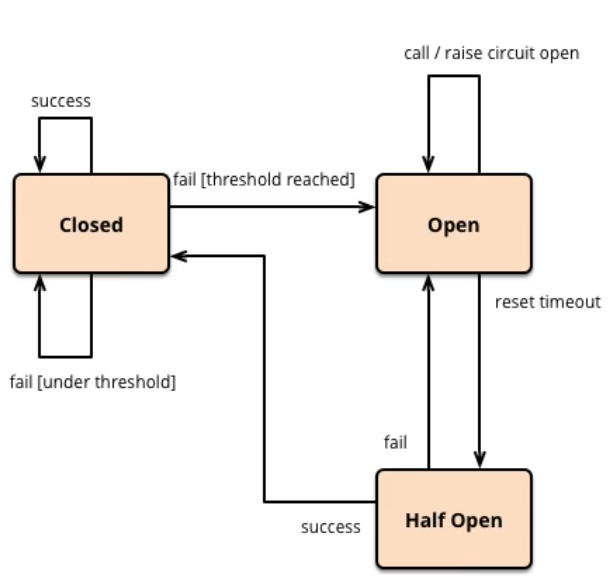 call / raise circuit open
success
fail [threshold reached]
Closed
Open
reset timeout
fail [under threshold]
fail
Half Open
success